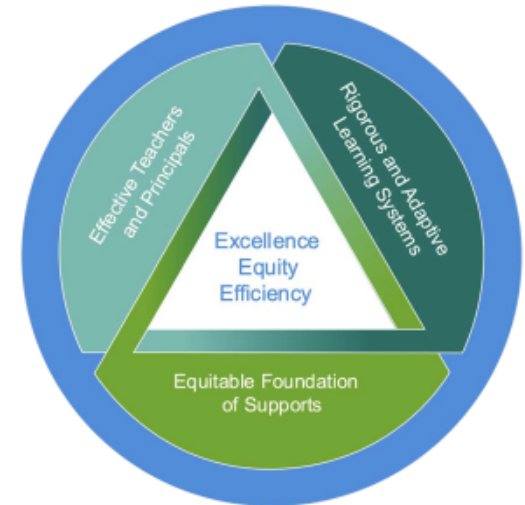 Effective Teachers
and Principals
Rigorous and Adaptive
Learning Systems
Excellence
Equity
Efficiency
Equitable Foundation
of Supports